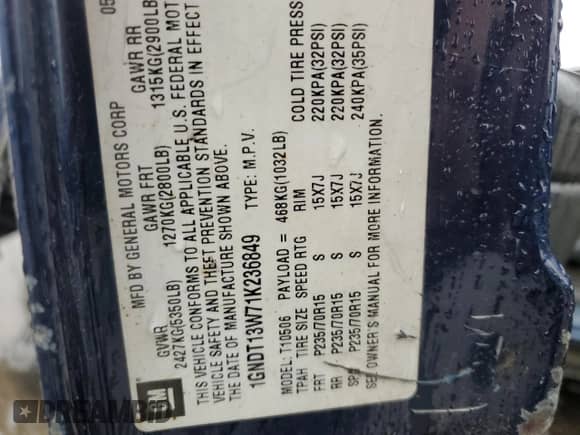 MFD BY GENERAL MOTORS CORP 05
GVWR GAWR FRT GAWR RR
2427KG(5350LB) 1270KG(2800LB) 1315KG(2900LB
THIS VEHICLE CONFORMS TO ALL APPLICABLE U.S. FEDERAL MOT
VEHICLE SAFETY AND THEFT PREVENTION STANDARDS IN EFFECT
THE DATE OF MANUFACTURE SHOWN ABOVE.
1GNDT13W71K236849 TYPE: M.P.V.
MODEL: T10506 PAYLOAD = 468KG(1032LB)
TPAH TIRE SIZE SPEED RTG RIM COLD TIRE PRESS
FRT P235/70R15 S 15X7J 220KPA(32PSI)
RR P235/70R15 S 15X7J 220KPA(32PSI)
SPA P235/70R15 S 15X7J 240KPA(35PSI)
SEE OWNER'S MANUAL FOR MORE INFORMATION.
GM
DREAMBID